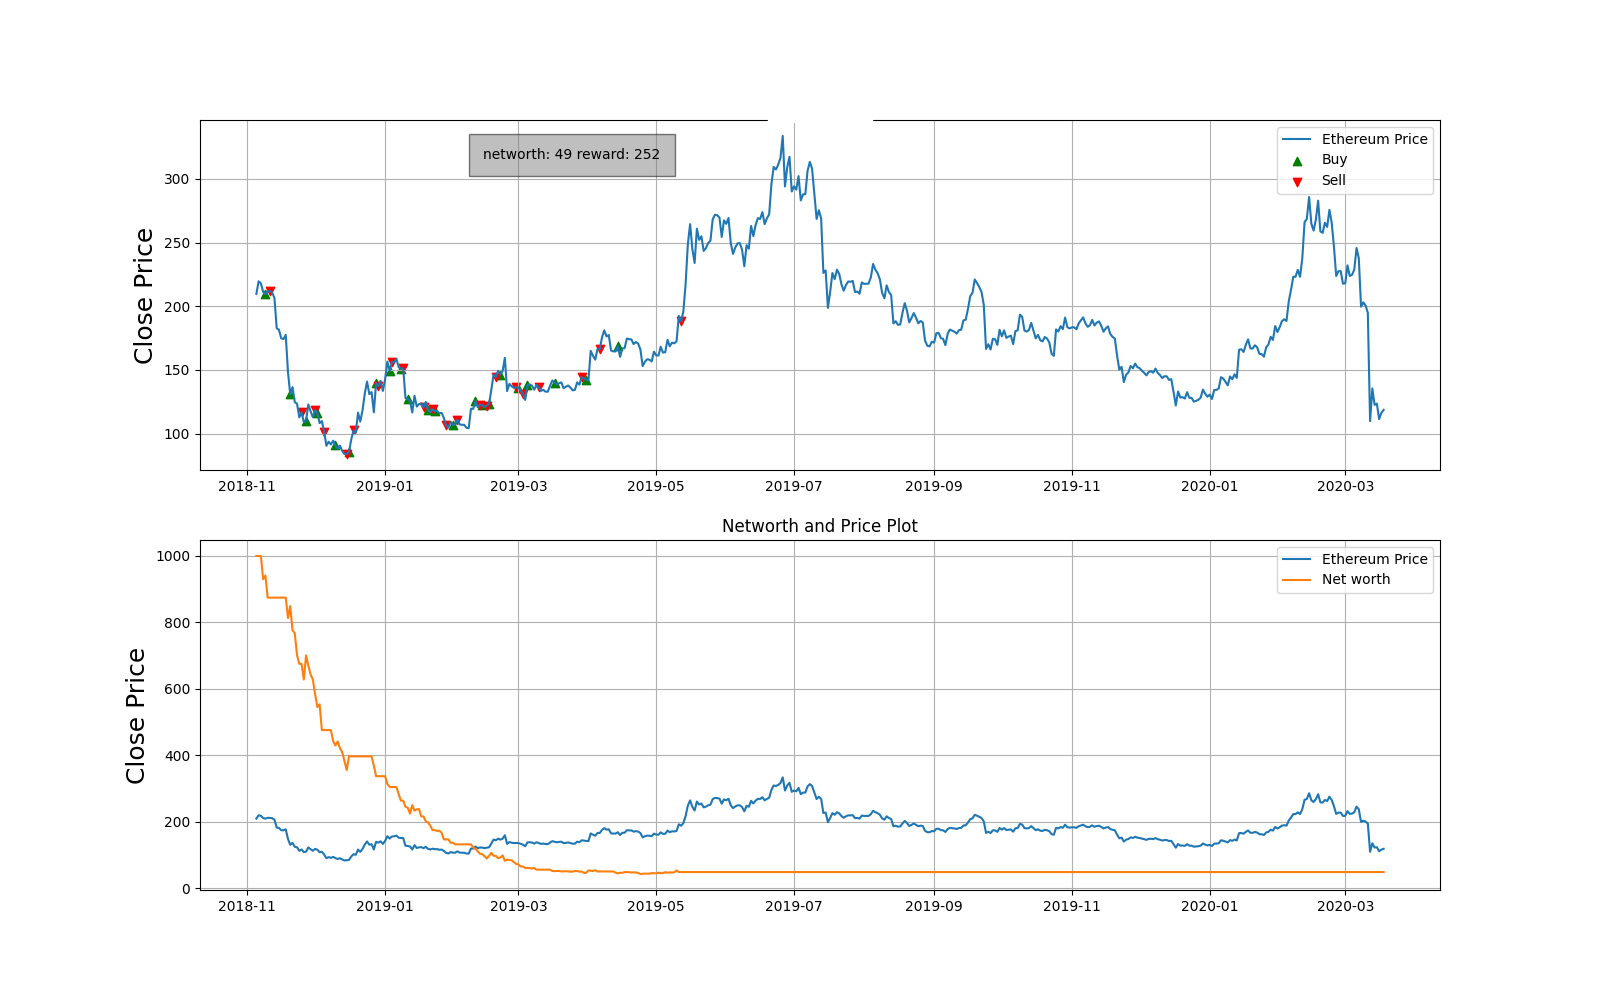 networth: 49 reward: 252
Ethereum Price
Buy
Sell
Close Price
300
250
200
150
100
2018-11 2019-01 2019-03 2019-05 2019-07 2019-09 2019-11 2020-01 2020-03
Networth and Price Plot
Ethereum Price
Net worth
Close Price
1000
800
600
400
200
0
2018-11 2019-01 2019-03 2019-05 2019-07 2019-09 2019-11 2020-01 2020-03